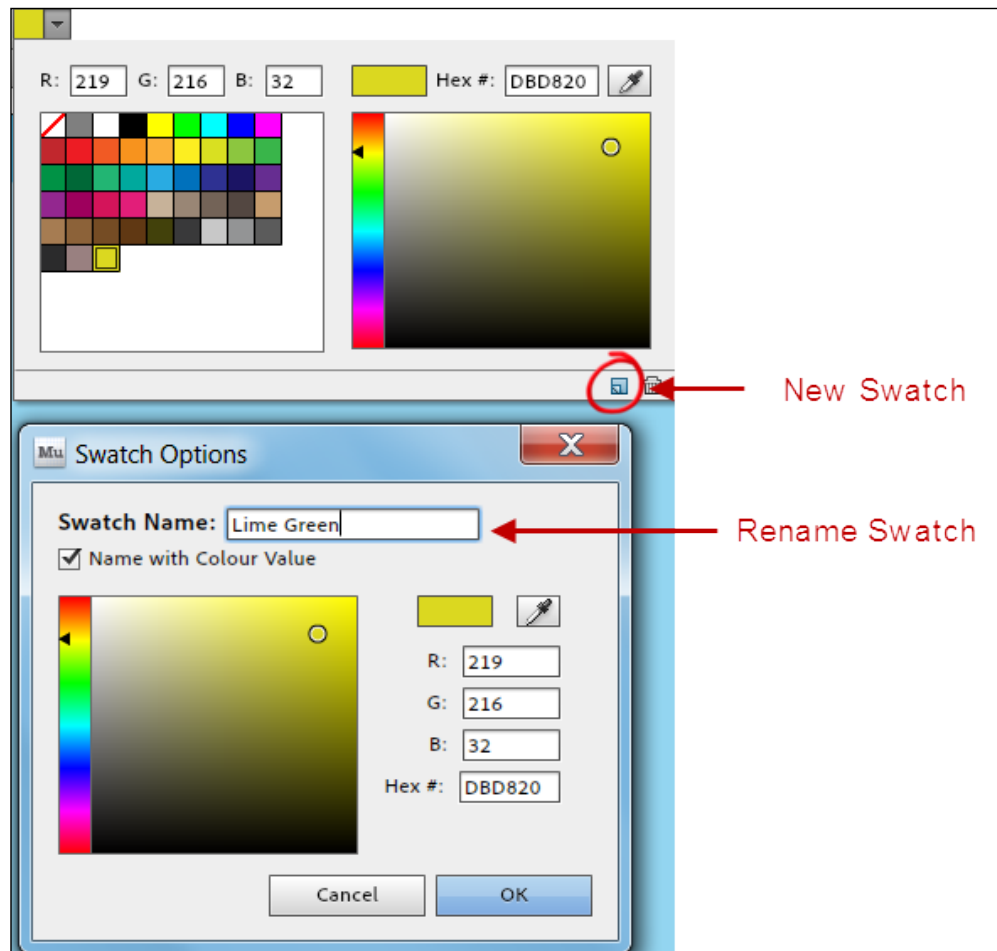 R: 219 G: 216 B: 32 Hex #: DBD820
New Swatch
Mu Swatch Options X
Swatch Name: Lime Green
Rename Swatch
Name with Colour Value
R: 219
G: 216
B: 32
Hex #: DBD820
Cancel OK